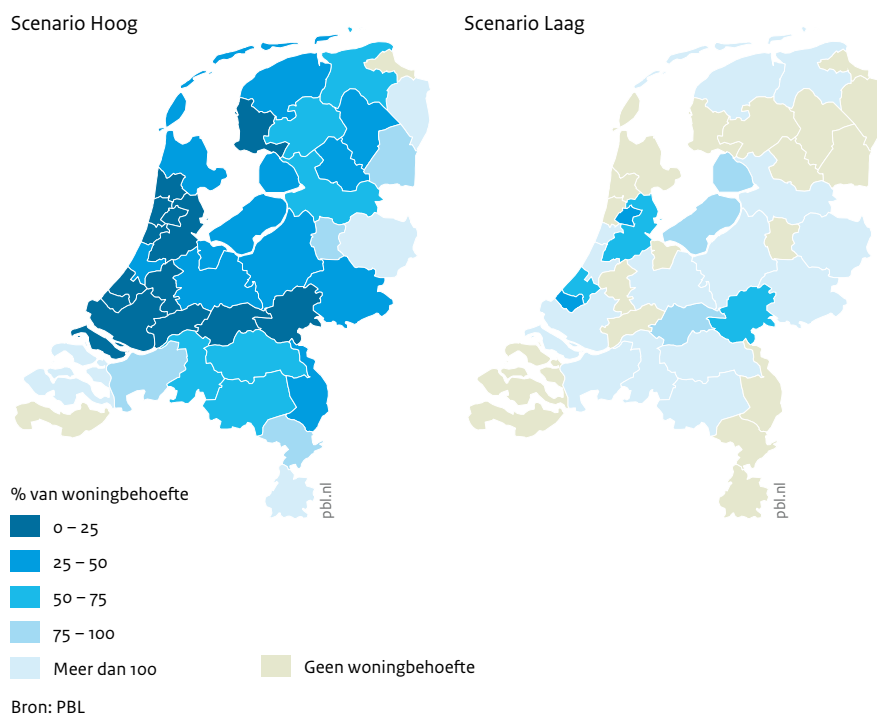 Scenario Hoog
Scenario Laag
pbl.nl
pbl.nl
% van woningbehoefte
0 – 25
25 – 50
50 – 75
75 – 100
Meer dan 100
Geen woningbehoefte
Bron: PBL